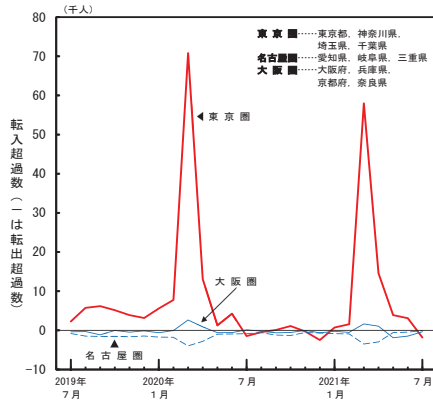 （千人）
80
70
60
50
40
30
20
10
0
−10
転入超過数（−は転出超過数）
東京圏……東京都，神奈川県，
埼玉県，千葉県
名古屋圏……愛知県，岐阜県，三重県
大阪圏……大阪府，兵庫県，
京都府，奈良県
東京圏
大阪圏
名古屋圏
2019年 2020年 7月 2021年
7月 1月 1月 7月